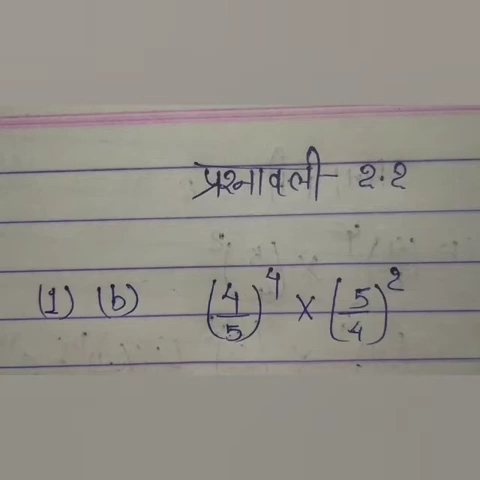 प्रश्नावली - 2.2
(1) (b) (4/5)^4 × (5/4)^2